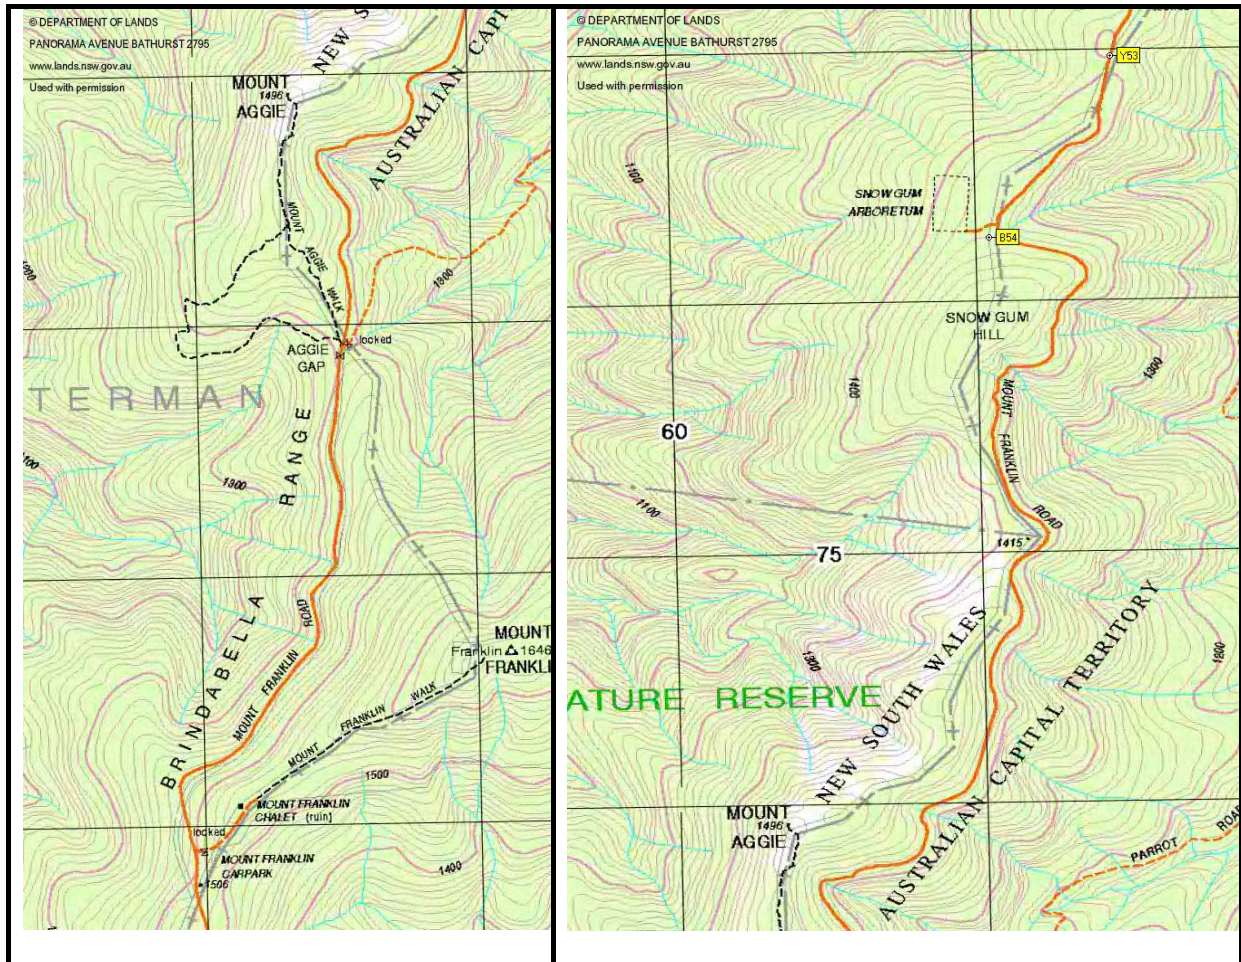 © DEPARTMENT OF LANDS
PANORAMA AVENUE BATHURST 2795
www.lands.nsw.gov.au
Used with permission
NEW S
AUSTRALIAN CAPI
MOUNT
1496
AGGIE
MOUNT AGGIE WALK
1300
locked
AGGIE
GAP
TERMAN
1300
BRINDABELLA RANGE
MOUNT FRANKLIN ROAD
MOUNT
Franklin 1646
FRANKLI
MOUNT FRANKLIN WALK
1500
MOUNT FRANKLIN
CHALET (ruin)
locked
MOUNT FRANKLIN
CARPARK
1506
1400
© DEPARTMENT OF LANDS
PANORAMA AVENUE BATHURST 2795
www.lands.nsw.gov.au
Used with permission
Y53
1100
SNOW GUM
ARBORETUM
B54
SNOW GUM
HILL
1300
1400
MOUNT FRANKLIN ROAD
60
1100
1415
75
NEW SOUTH WALES
AUSTRALIAN CAPITAL TERRITORY
1300
1200
ATURE RESERVE
MOUNT
1496
AGGIE
PARROT ROAD